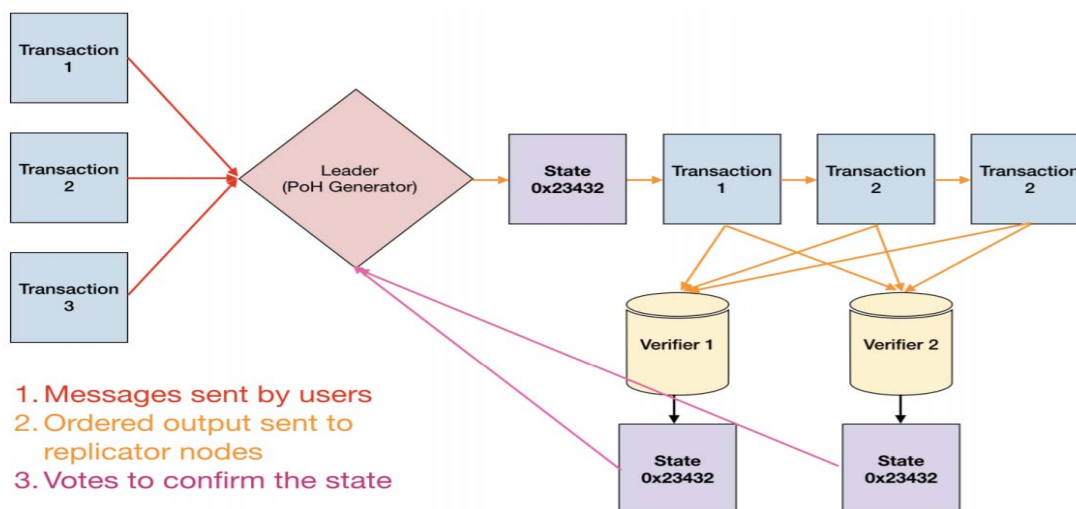 Transaction
1
Transaction
2
Transaction
3
Leader
(PoH Generator)
State
0x23432
Transaction
1
Transaction
2
Transaction
2
Verifier 1
Verifier 2
State
0x23432
State
0x23432
1. Messages sent by users
2. Ordered output sent to
replicator nodes
3. Votes to confirm the state